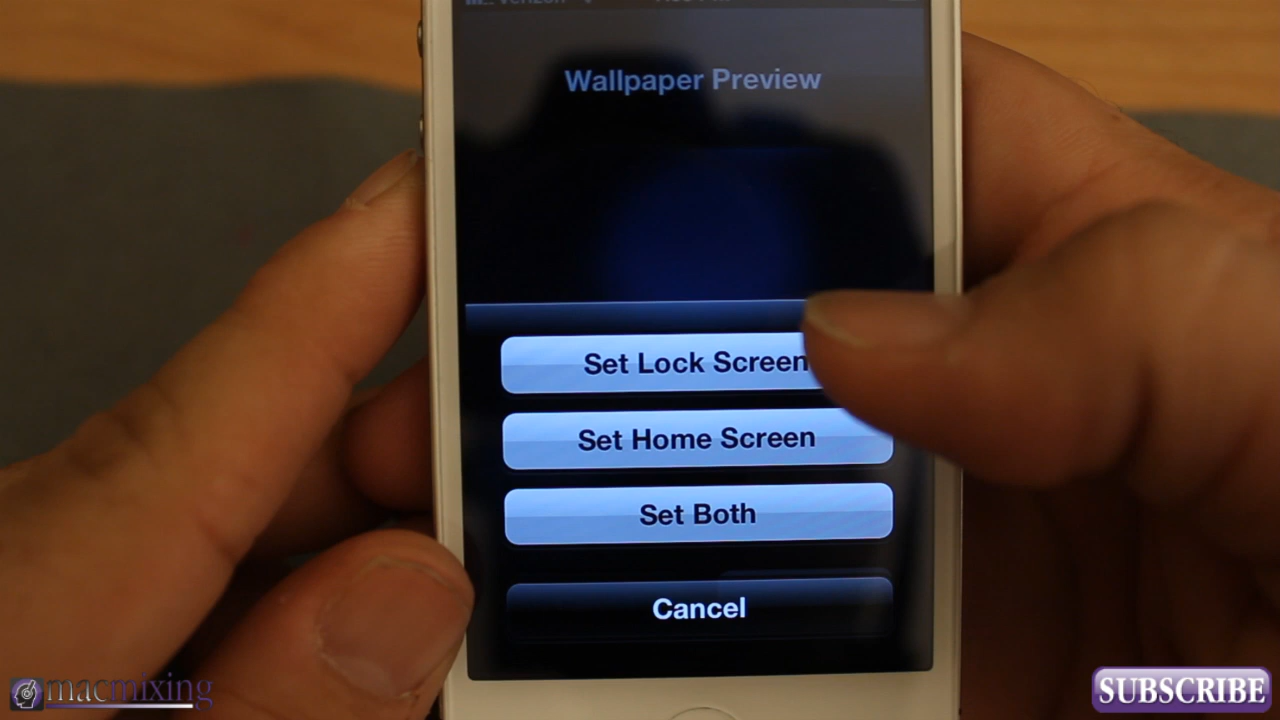 Wallpaper Preview
Set Lock Screen
Set Home Screen
Set Both
Cancel
macmixing
SUBSCRIBE